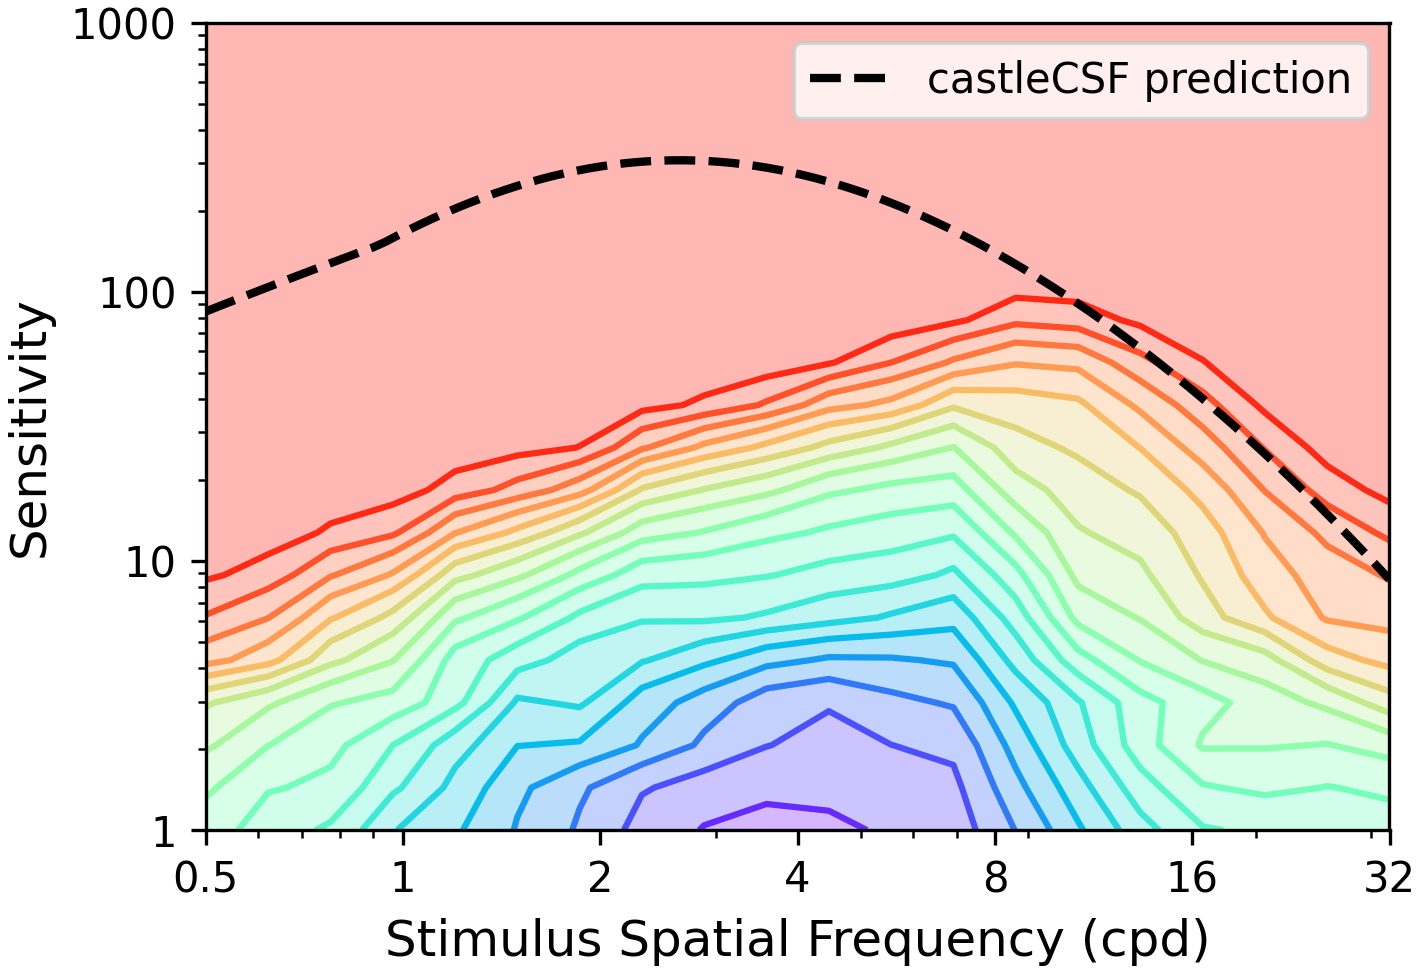 1000
100
10
1
Sensitivity
castleCSF prediction
0.5 1 2 4 8 16 32
Stimulus Spatial Frequency (cpd)